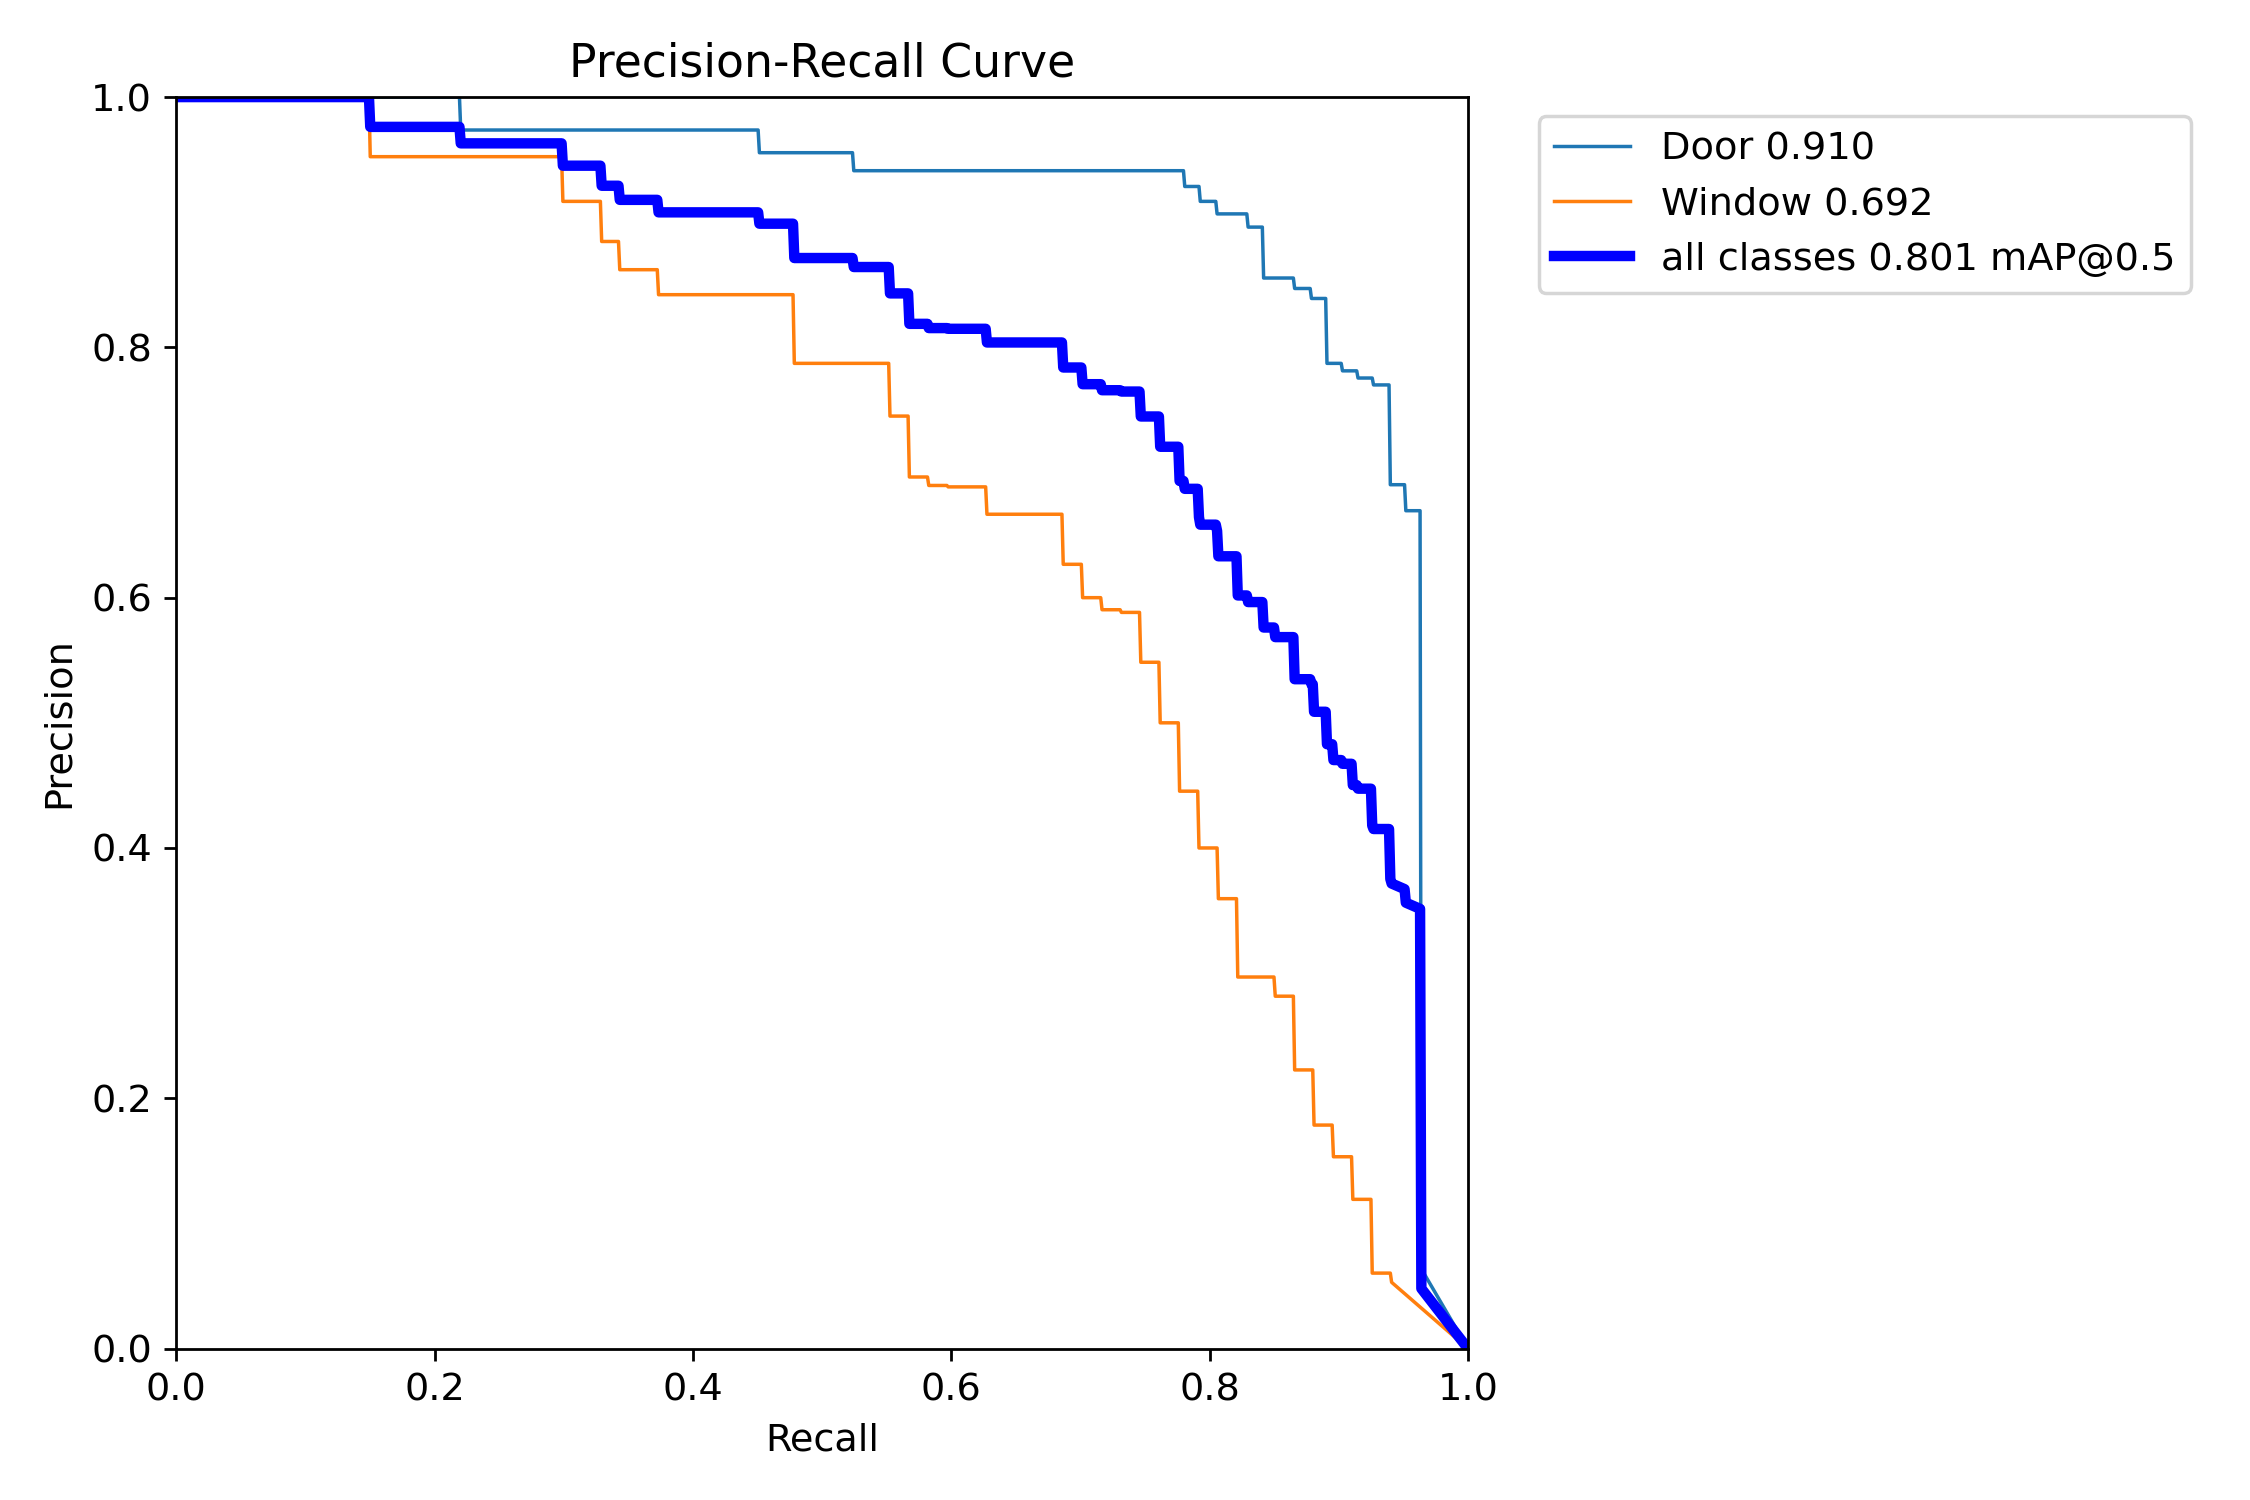 Precision-Recall Curve
1.0
0.8
0.6
0.4
0.2
0.0
Precision
0.0 0.2 0.4 0.6 0.8 1.0
Recall
Door 0.910
Window 0.692
all classes 0.801 mAP@0.5